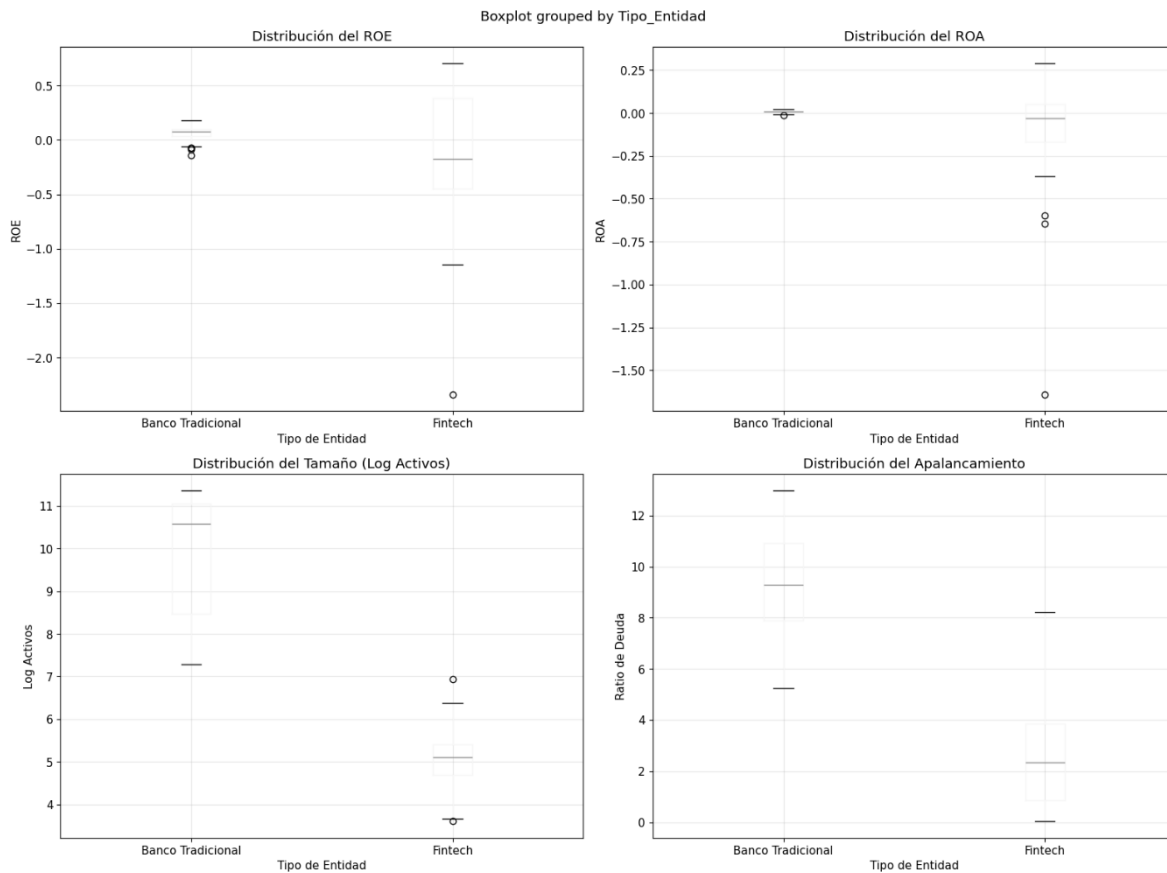 Boxplot grouped by Tipo_Entidad
Distribución del ROE
ROE
0.5
0.0
−0.5
−1.0
−1.5
−2.0
Banco Tradicional
Fintech
Tipo de Entidad
Distribución del ROA
ROA
0.25
0.00
−0.25
−0.50
−0.75
−1.00
−1.25
−1.50
Banco Tradicional
Fintech
Tipo de Entidad
Distribución del Tamaño (Log Activos)
Log Activos
11
10
9
8
7
6
5
4
Banco Tradicional
Fintech
Tipo de Entidad
Distribución del Apalancamiento
Ratio de Deuda
12
10
8
6
4
2
0
Banco Tradicional
Fintech
Tipo de Entidad